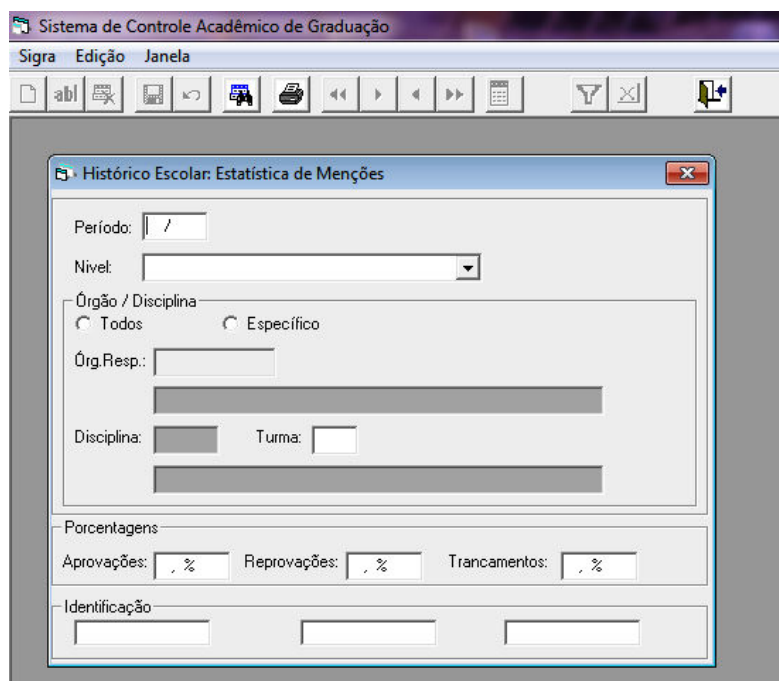 Sistema de Controle Acadêmico de Graduação
Sigra Edição Janela
abl
Histórico Escolar: Estatística de Menções
Período: /
Nivel:
Órgão / Disciplina
Todos Específico
Órg.Resp.:
Disciplina: Turma:
Porcentagens
Aprovações: , % Reprovações: , % Trancamentos: , %
Identificação